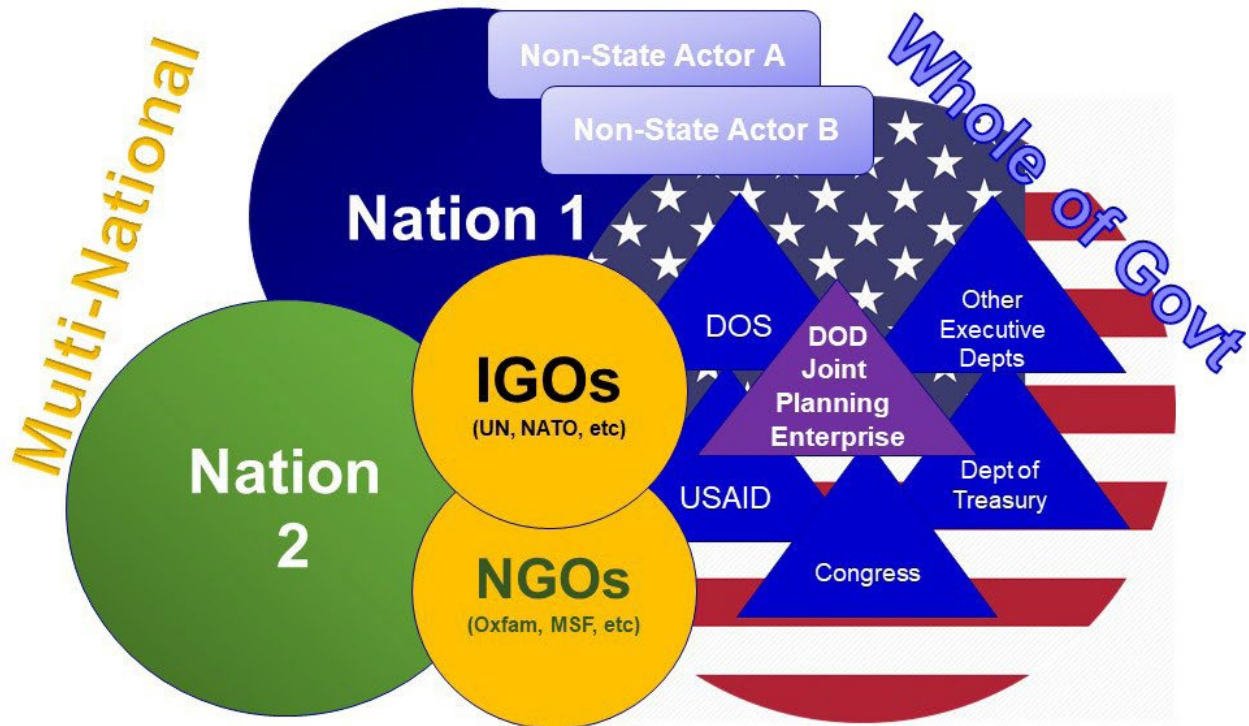 Multi-National
Whole of Govt
Non-State Actor A
Non-State Actor B
Nation 1
Nation
2
IGOs
(UN, NATO, etc)
NGOs
(Oxfam, MSF, etc)
DOS
DOD
Joint
Planning
Enterprise
Other
Executive
Depts
USAID
Dept of
Treasury
Congress